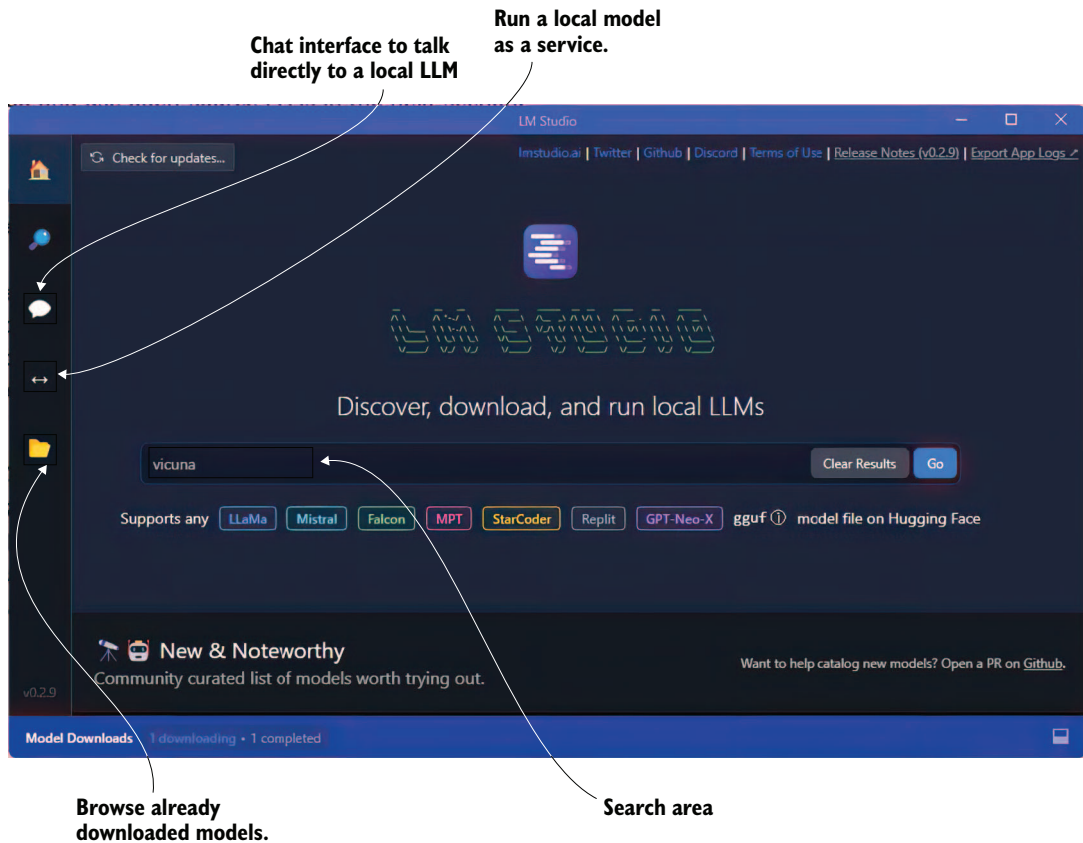 Run a local model
as a service.
Chat interface to talk
directly to a local LLM
LM Studio
Check for updates...
lmstudio.ai | Twitter | Github | Discord | Terms of Use | Release Notes (v0.2.9) | Export App Logs ↗
LM STUDIO
Discover, download, and run local LLMs
vicuna
Clear Results
Go
Supports any LLaMa Mistral Falcon MPT StarCoder Replit GPT-Neo-X gguf ⓘ model file on Hugging Face
New & Noteworthy
Community curated list of models worth trying out.
Want to help catalog new models? Open a PR on Github.
v0.2.9
Model Downloads 1 downloading • 1 completed
Browse already
downloaded models.
Search area